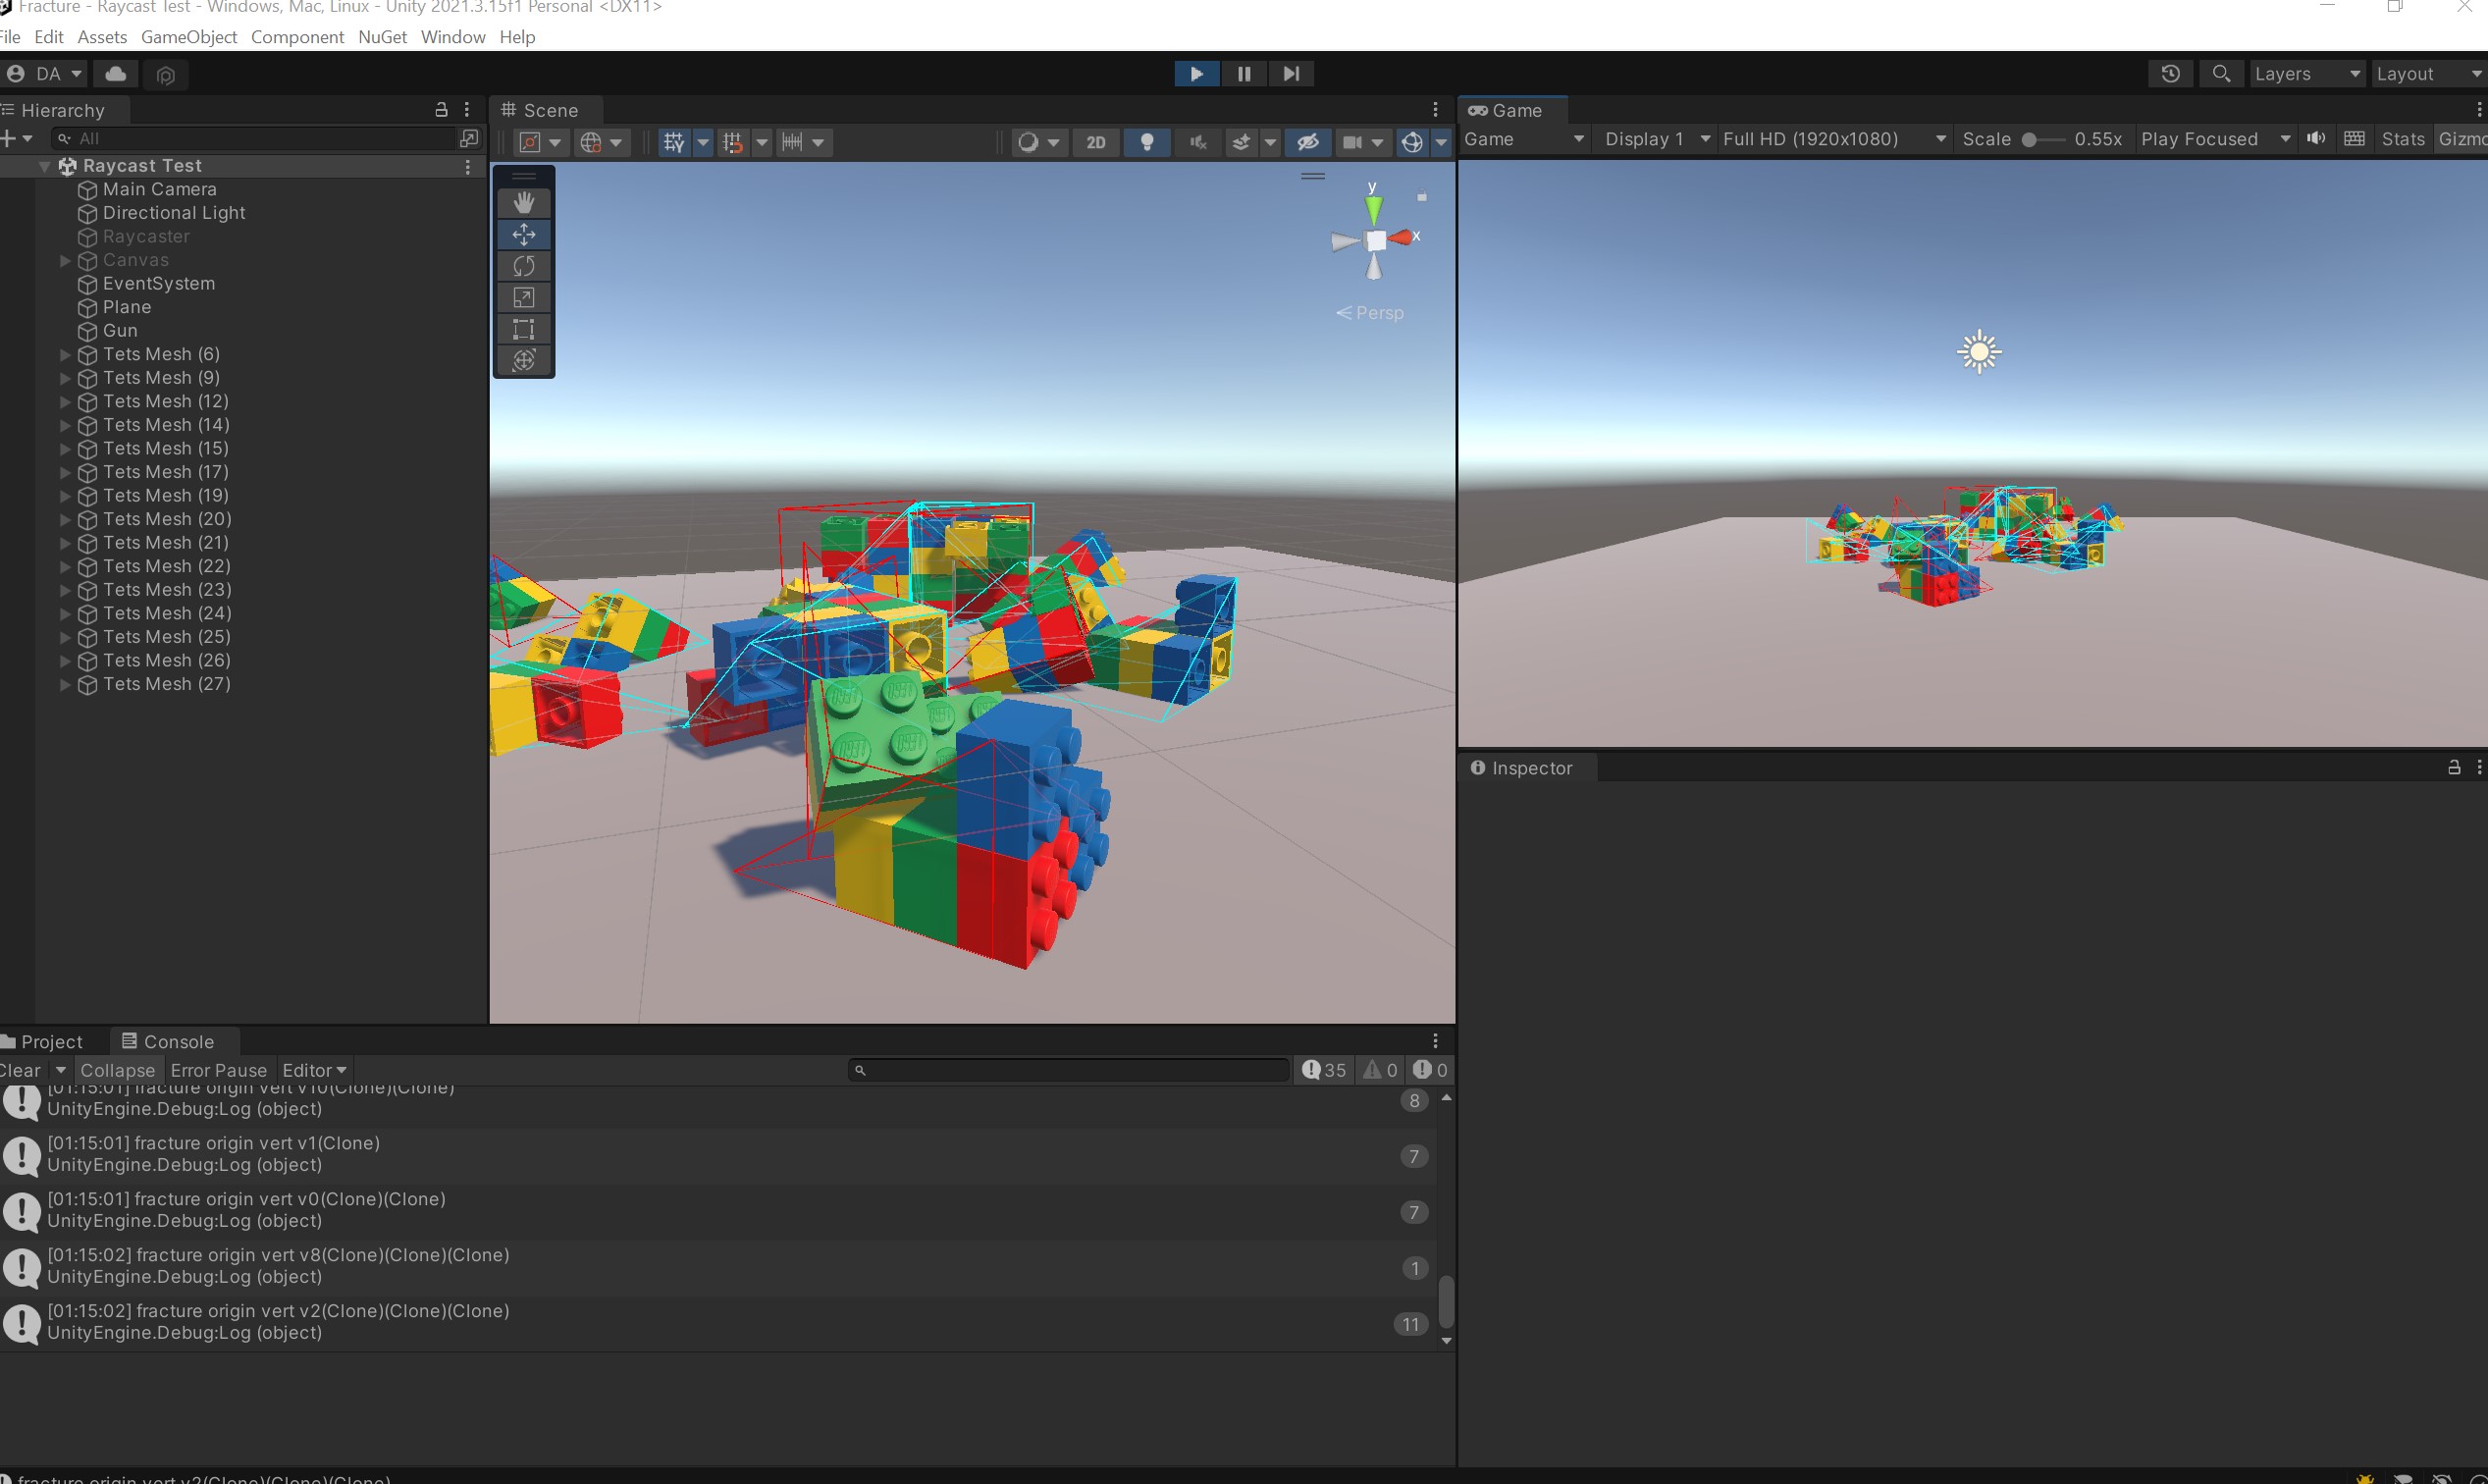 Fracture - Raycast Test - Windows, Mac, Linux - Unity 2021.3.15f1 Personal <DX11>
File Edit Assets GameObject Component NuGet Window Help
DA
Layers
Layout
Hierarchy
All
Raycast Test
Main Camera
Directional Light
Raycaster
Canvas
EventSystem
Plane
Gun
Tets Mesh (6)
Tets Mesh (9)
Tets Mesh (12)
Tets Mesh (14)
Tets Mesh (15)
Tets Mesh (17)
Tets Mesh (19)
Tets Mesh (20)
Tets Mesh (21)
Tets Mesh (22)
Tets Mesh (23)
Tets Mesh (24)
Tets Mesh (25)
Tets Mesh (26)
Tets Mesh (27)
Scene
2D
y
x
Persp
Game
Game Display 1 Full HD (1920x1080) Scale 0.55x Play Focused Stats Gizmo
Inspector
Project Console
Clear Collapse Error Pause Editor 35 0 0
[01:15:01] fracture origin vert v10(Clone)(Clone)
UnityEngine.Debug:Log (object)
8
[01:15:01] fracture origin vert v1(Clone)
UnityEngine.Debug:Log (object)
7
[01:15:01] fracture origin vert v0(Clone)(Clone)
UnityEngine.Debug:Log (object)
7
[01:15:02] fracture origin vert v8(Clone)(Clone)(Clone)
UnityEngine.Debug:Log (object)
1
[01:15:02] fracture origin vert v2(Clone)(Clone)(Clone)
UnityEngine.Debug:Log (object)
11
fracture origin vert v2(Clone)(Clone)(Clone)